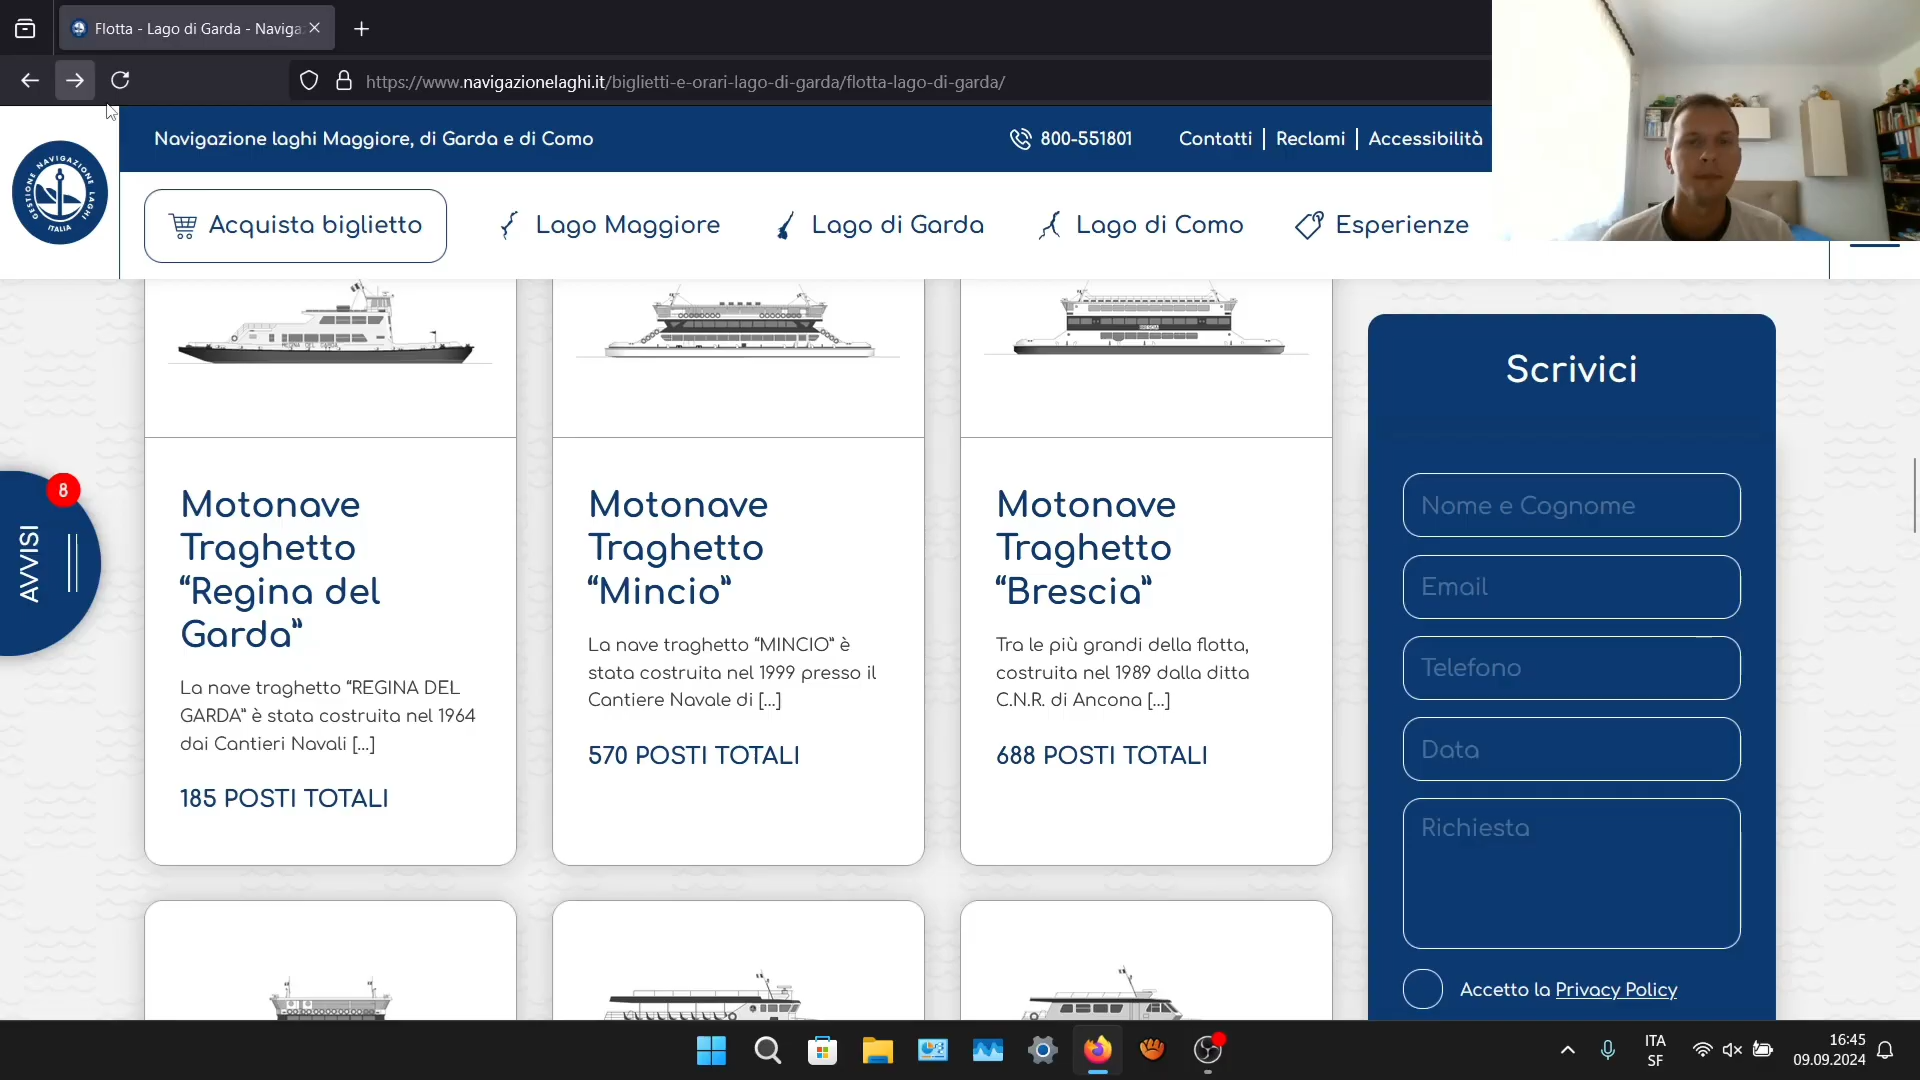 Flotta - Lago di Garda - Naviga
https://www.navigazionelaghi.it/biglietti-e-orari-lago-di-garda/flotta-lago-di-garda/
Navigazione laghi Maggiore, di Garda e di Como
800-551801
Contatti | Reclami | Accessibilità
GESTIONE NAVIGAZIONE LAGHI
ITALIA
Acquista biglietto
Lago Maggiore
Lago di Garda
Lago di Como
Esperienze
AVVISI
8
Motonave
Traghetto
“Regina del
Garda”
La nave traghetto “REGINA DEL
GARDA” è stata costruita nel 1964
dai Cantieri Navali [...]
185 POSTI TOTALI
Motonave
Traghetto
“Mincio”
La nave traghetto “MINCIO” è
stata costruita nel 1999 presso il
Cantiere Navale di [...]
570 POSTI TOTALI
BRESCIA
Motonave
Traghetto
“Brescia”
Tra le più grandi della flotta,
costruita nel 1989 dalla ditta
C.N.R. di Ancona [...]
688 POSTI TOTALI
Scrivici
Nome e Cognome
Email
Telefono
Data
Richiesta
Accetto la Privacy Policy
ITA
SF
16:45
09.09.2024